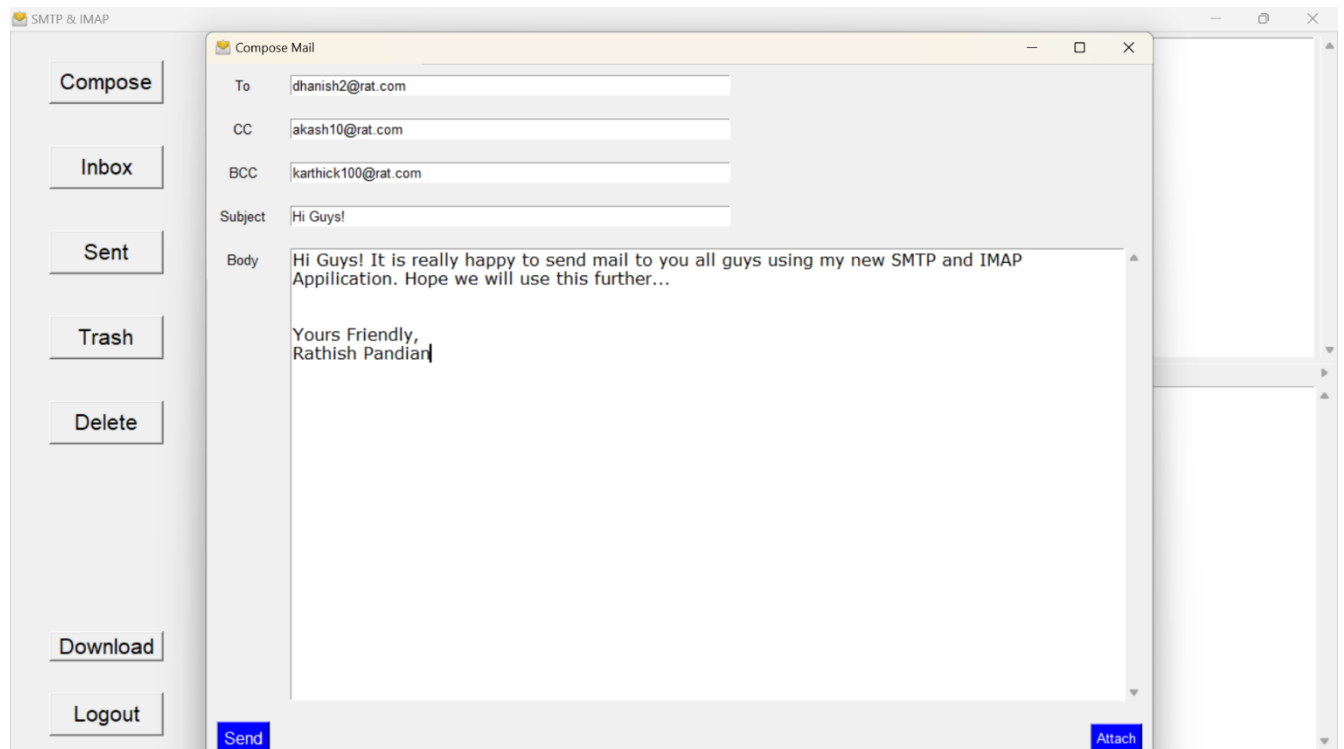 SMTP & IMAP
Compose Mail
Compose
To
dhanish2@rat.com
CC
akash10@rat.com
Inbox
BCC
karthick100@rat.com
Subject
Hi Guys!
Sent
Body
Hi Guys! It is really happy to send mail to you all guys using my new SMTP and IMAP
Appilication. Hope we will use this further...
Trash
Yours Friendly,
Rathish Pandian
Delete
Download
Logout
Send
Attach